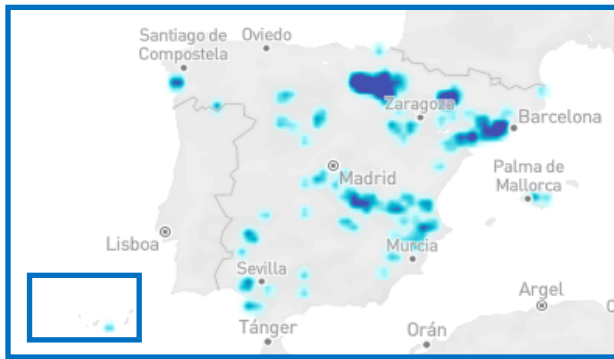 Santiago de
Compostela
Oviedo
Zaragoza
Barcelona
Madrid
Palma de
Mallorca
Lisboa
Murcia
Sevilla
Argel
Tánger
Orán